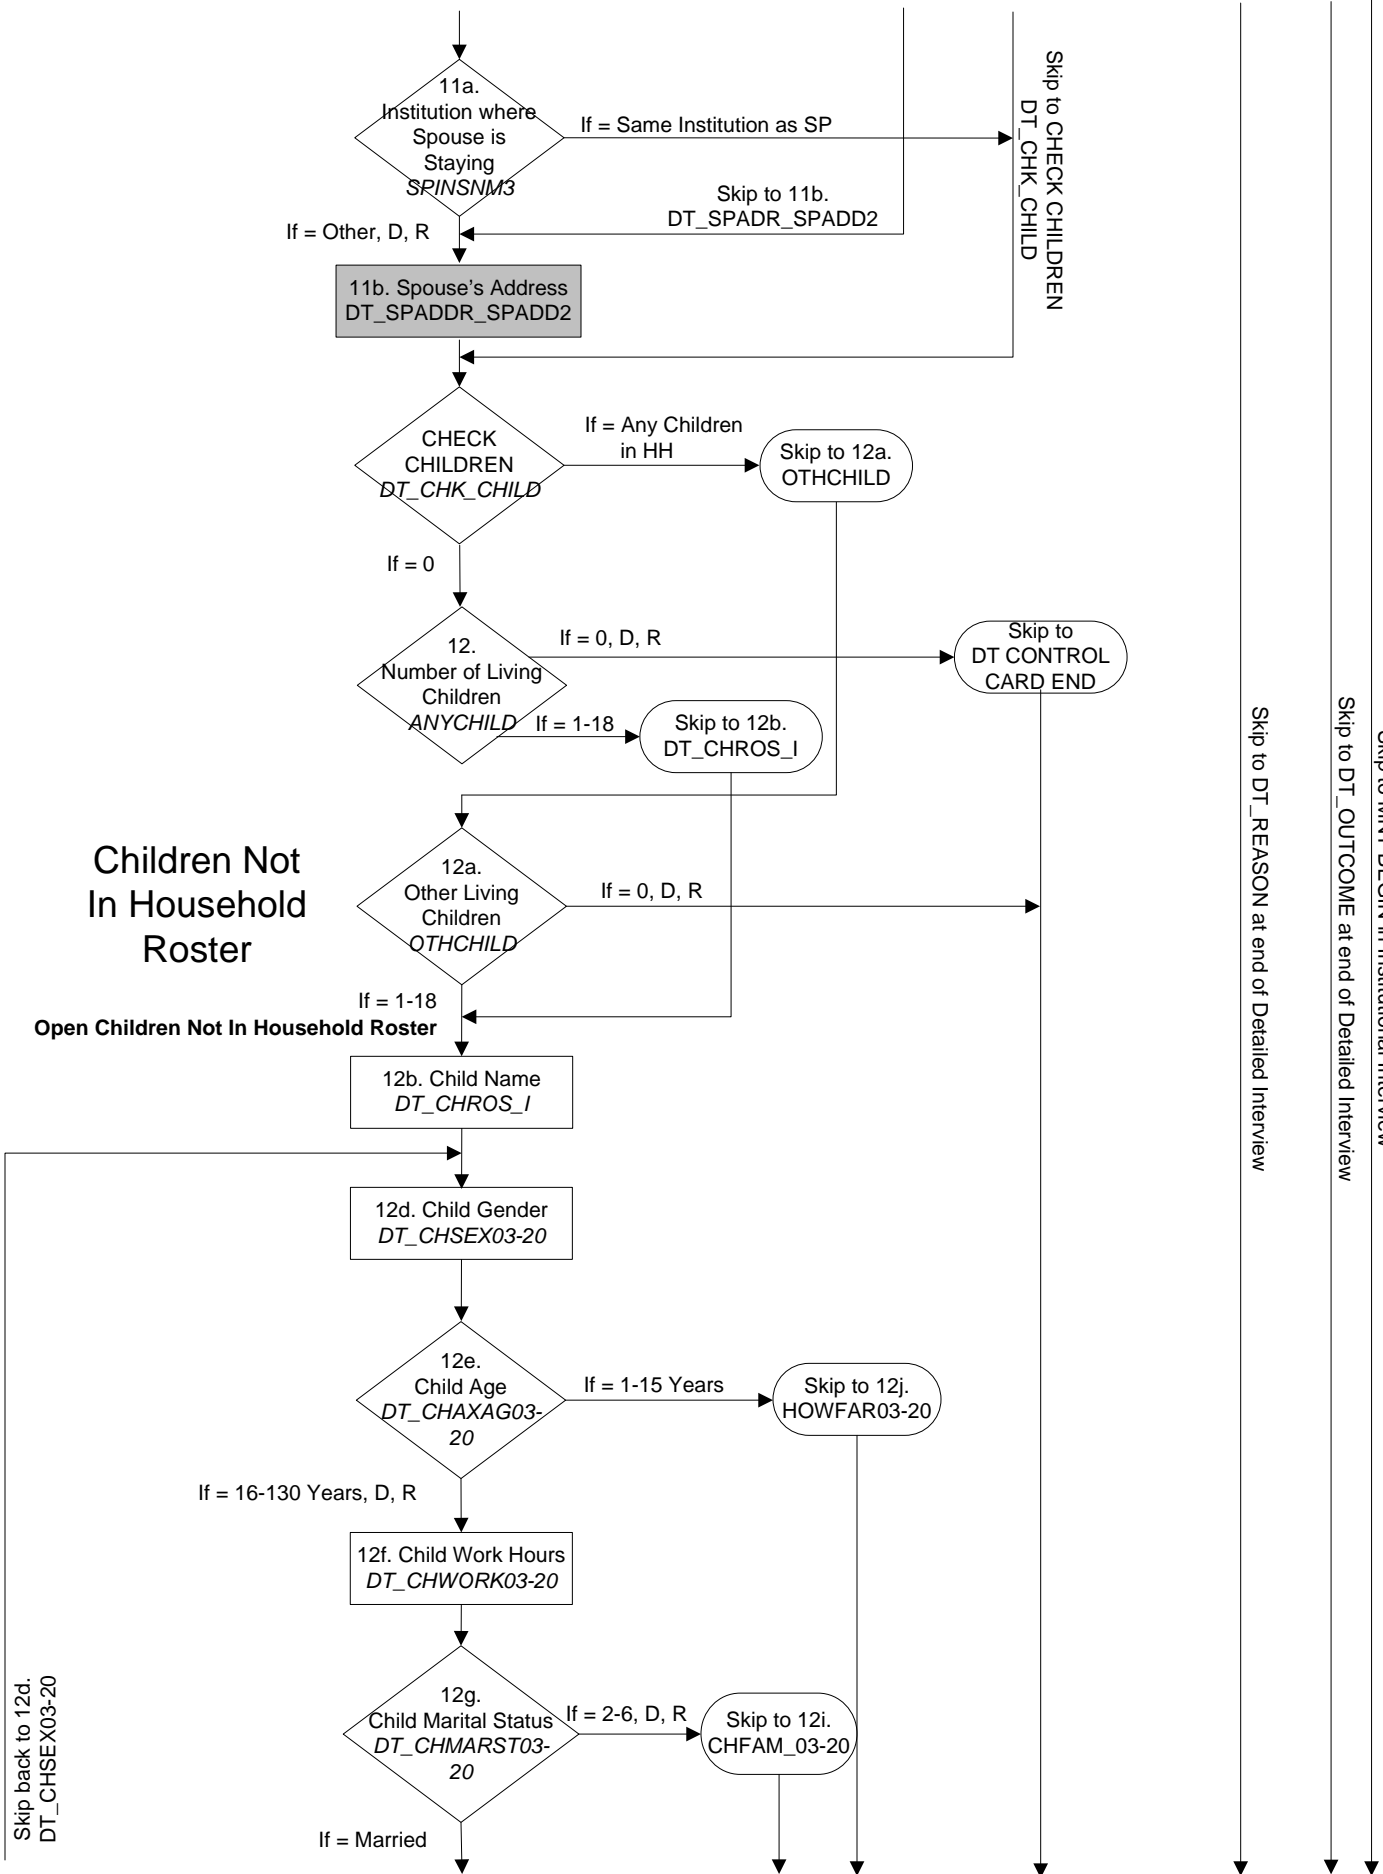 11a.
Institution where
Spouse is
Staying
SPINSNM3
If = Same Institution as SP
Skip to CHECK CHILDREN
DT_CHK_CHILD
Skip to 11b.
DT_SPADR_SPADD2
If = Other, D, R
11b. Spouse's Address
DT_SPADDR_SPADD2
CHECK
CHILDREN
DT_CHK_CHILD
If = Any Children
in HH
Skip to 12a.
OTHCHILD
If = 0
12.
Number of Living
Children
ANYCHILD
If = 0, D, R
Skip to
DT CONTROL
CARD END
If = 1-18
Skip to 12b.
DT_CHROS_I
Children Not
In Household
Roster
12a.
Other Living
Children
OTHCHILD
If = 0, D, R
If = 1-18
Open Children Not In Household Roster
12b. Child Name
DT_CHROS_I
12d. Child Gender
DT_CHSEX03-20
12e.
Child Age
DT_CHAXAG03-
20
If = 1-15 Years
Skip to 12j.
HOWFAR03-20
If = 16-130 Years, D, R
12f. Child Work Hours
DT_CHWORK03-20
12g.
Child Marital Status
DT_CHMARST03-
20
If = 2-6, D, R
Skip to 12i.
CHFAM_03-20
If = Married
Skip back to 12d.
DT_CHSEX03-20
Skip to DT_REASON at end of Detailed Interview
Skip to DT_OUTCOME at end of Detailed Interview
Skip to MNT BEGIN in Institutional Interview